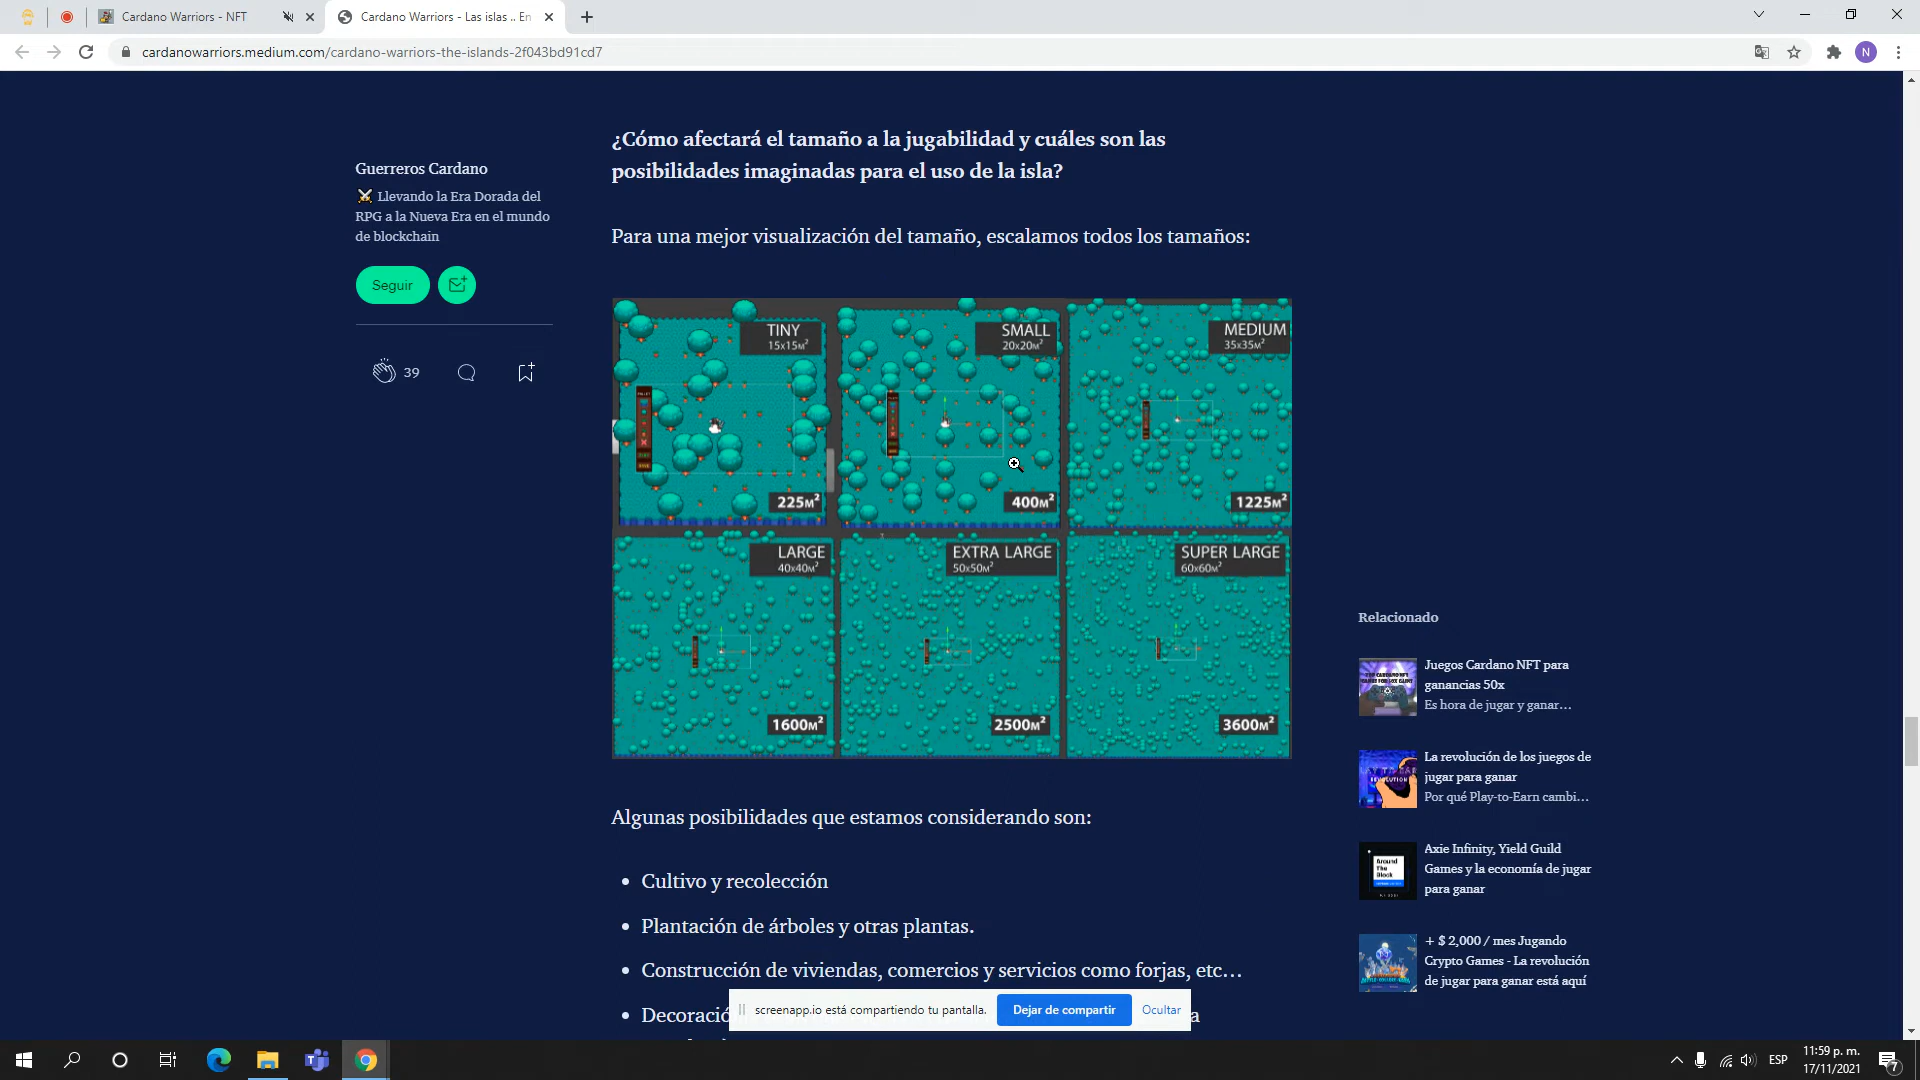 Cardano Warriors - NFT
Cardano Warriors - Las islas .. En
cardanowarriors.medium.com/cardano-warriors-the-islands-2f043bd91cd7
N
Guerreros Cardano
Llevando la Era Dorada del
RPG a la Nueva Era en el mundo
de blockchain
Seguir
39
¿Cómo afectará el tamaño a la jugabilidad y cuáles son las
posibilidades imaginadas para el uso de la isla?
Para una mejor visualización del tamaño, escalamos todos los tamaños:
TINY
15x15M²
225M²
SMALL
20x20M²
400M²
MEDIUM
35x35M²
1225M²
LARGE
40x40M²
1600M²
EXTRA LARGE
50x50M²
2500M²
SUPER LARGE
60x60M²
3600M²
Algunas posibilidades que estamos considerando son:
• Cultivo y recolección
• Plantación de árboles y otras plantas.
• Construcción de viviendas, comercios y servicios como forjas, etc…
• Decoració
Relacionado
Juegos Cardano NFT para
ganancias 50x
Es hora de jugar y ganar…
La revolución de los juegos de
jugar para ganar
Por qué Play-to-Earn cambi…
Around
The
Block
Axie Infinity, Yield Guild
Games y la economía de jugar
para ganar
+ $ 2,000 / mes Jugando
Crypto Games - La revolución
de jugar para ganar está aquí
screenapp.io está compartiendo tu pantalla.
Dejar de compartir
Ocultar
ESP
11:59 p. m.
17/11/2021
7